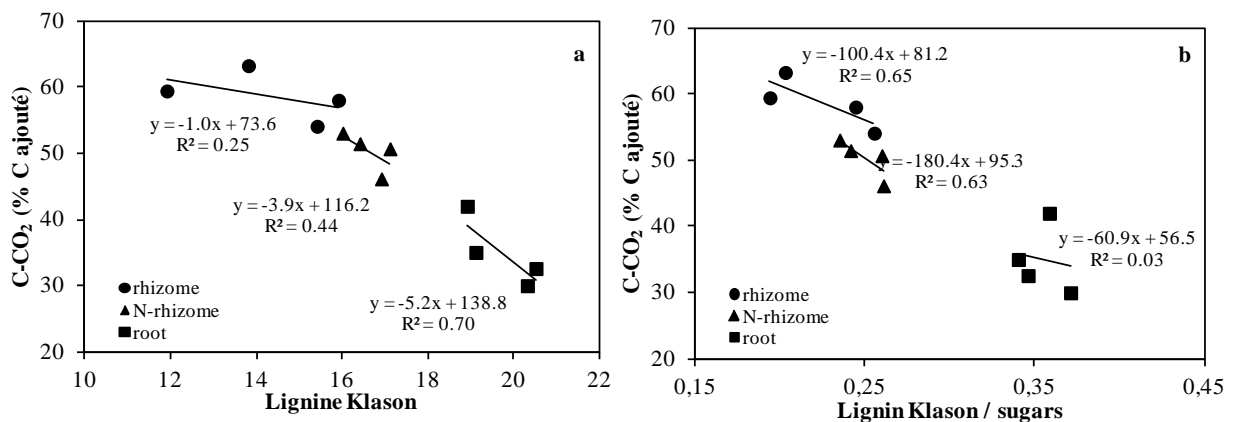 70
60
50
40
30
20
C-CO₂ (% C ajouté)
a
y = -1.0x + 73.6
R² = 0.25
y = -3.9x + 116.2
R² = 0.44
y = -5.2x + 138.8
R² = 0.70
rhizome
N-rhizome
root
10 12 14 16 18 20 22
Lignine Klason
70
60
50
40
30
20
C-CO₂ (% C ajouté)
b
y = -100.4x + 81.2
R² = 0.65
= -180.4x + 95.3
R² = 0.63
y = -60.9x + 56.5
R² = 0.03
rhizome
N-rhizome
root
0,15 0,25 0,35 0,45
Lignin Klason / sugars